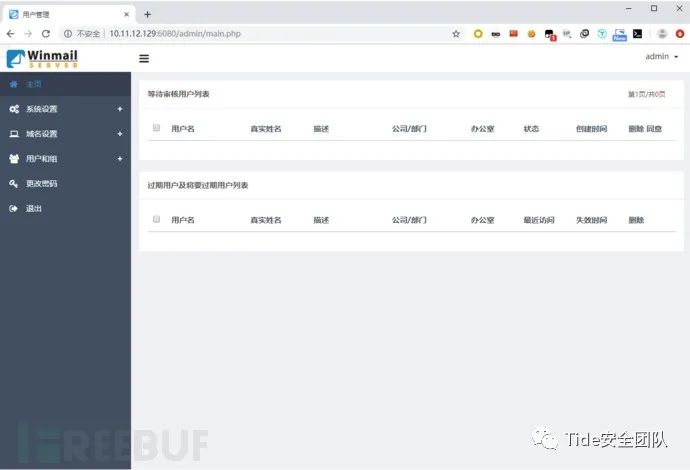 用户管理
不安全 | 10.11.12.129:6080/admin/main.php
New
1
Winmail
SERVER
admin
主页
系统设置
域名设置
用户和组
更改密码
退出
等待审核用户列表 第1页/共0页
用户名 真实姓名 描述 公司/部门 办公室 状态 创建时间 删除 同意
过期用户及将要过期用户列表
用户名 真实姓名 描述 公司/部门 办公室 最近访问 失效时间 删除
FREEBUF
Tide安全团队